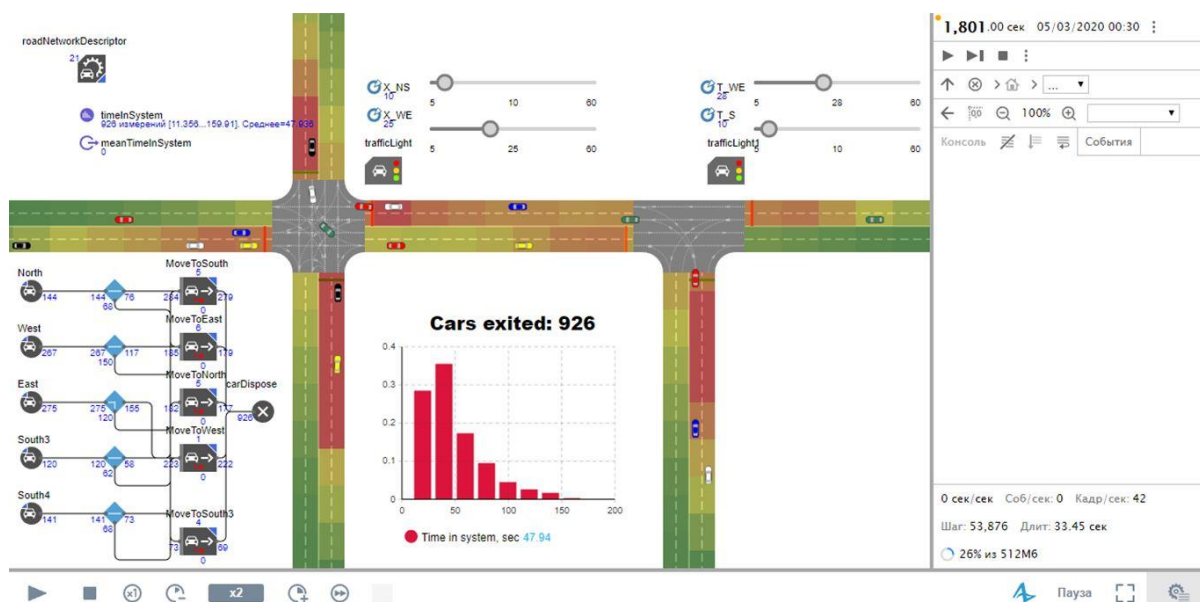 roadNetworkDescriptor
21
timeInSystem
926 измерений [11.356...159.91]. Среднее=47.936
meanTimeInSystem
0
X_NS
10
5 10 60
X_WE
25
5 25 60
trafficLight
T_WE
28
5 28 60
T_S
10
5 10 60
trafficLight1
North
144 144 76
68
MoveToSouth
5
284 279
0
West
267 267 117
150
MoveToEast
6
185 179
0
East
275 275 155
120
MoveToNorth
5
182 177
0
carDispose
926
South3
120 120 58
62
MoveToWest
1
223 222
0
South4
141 141 73
68
MoveToSouth3
4
73 69
0
Cars exited: 926
0.4
0.3
0.2
0.1
0
0 50 100 150 200
Time in system, sec 47.94
1,801.00 сек 05/03/2020 00:30
...
100%
Консоль События
0 сек/сек Соб/сек: 0 Кадр/сек: 42
Шаг: 53,876 Длит: 33.45 сек
26% из 512М6
x1 x2 Пауза